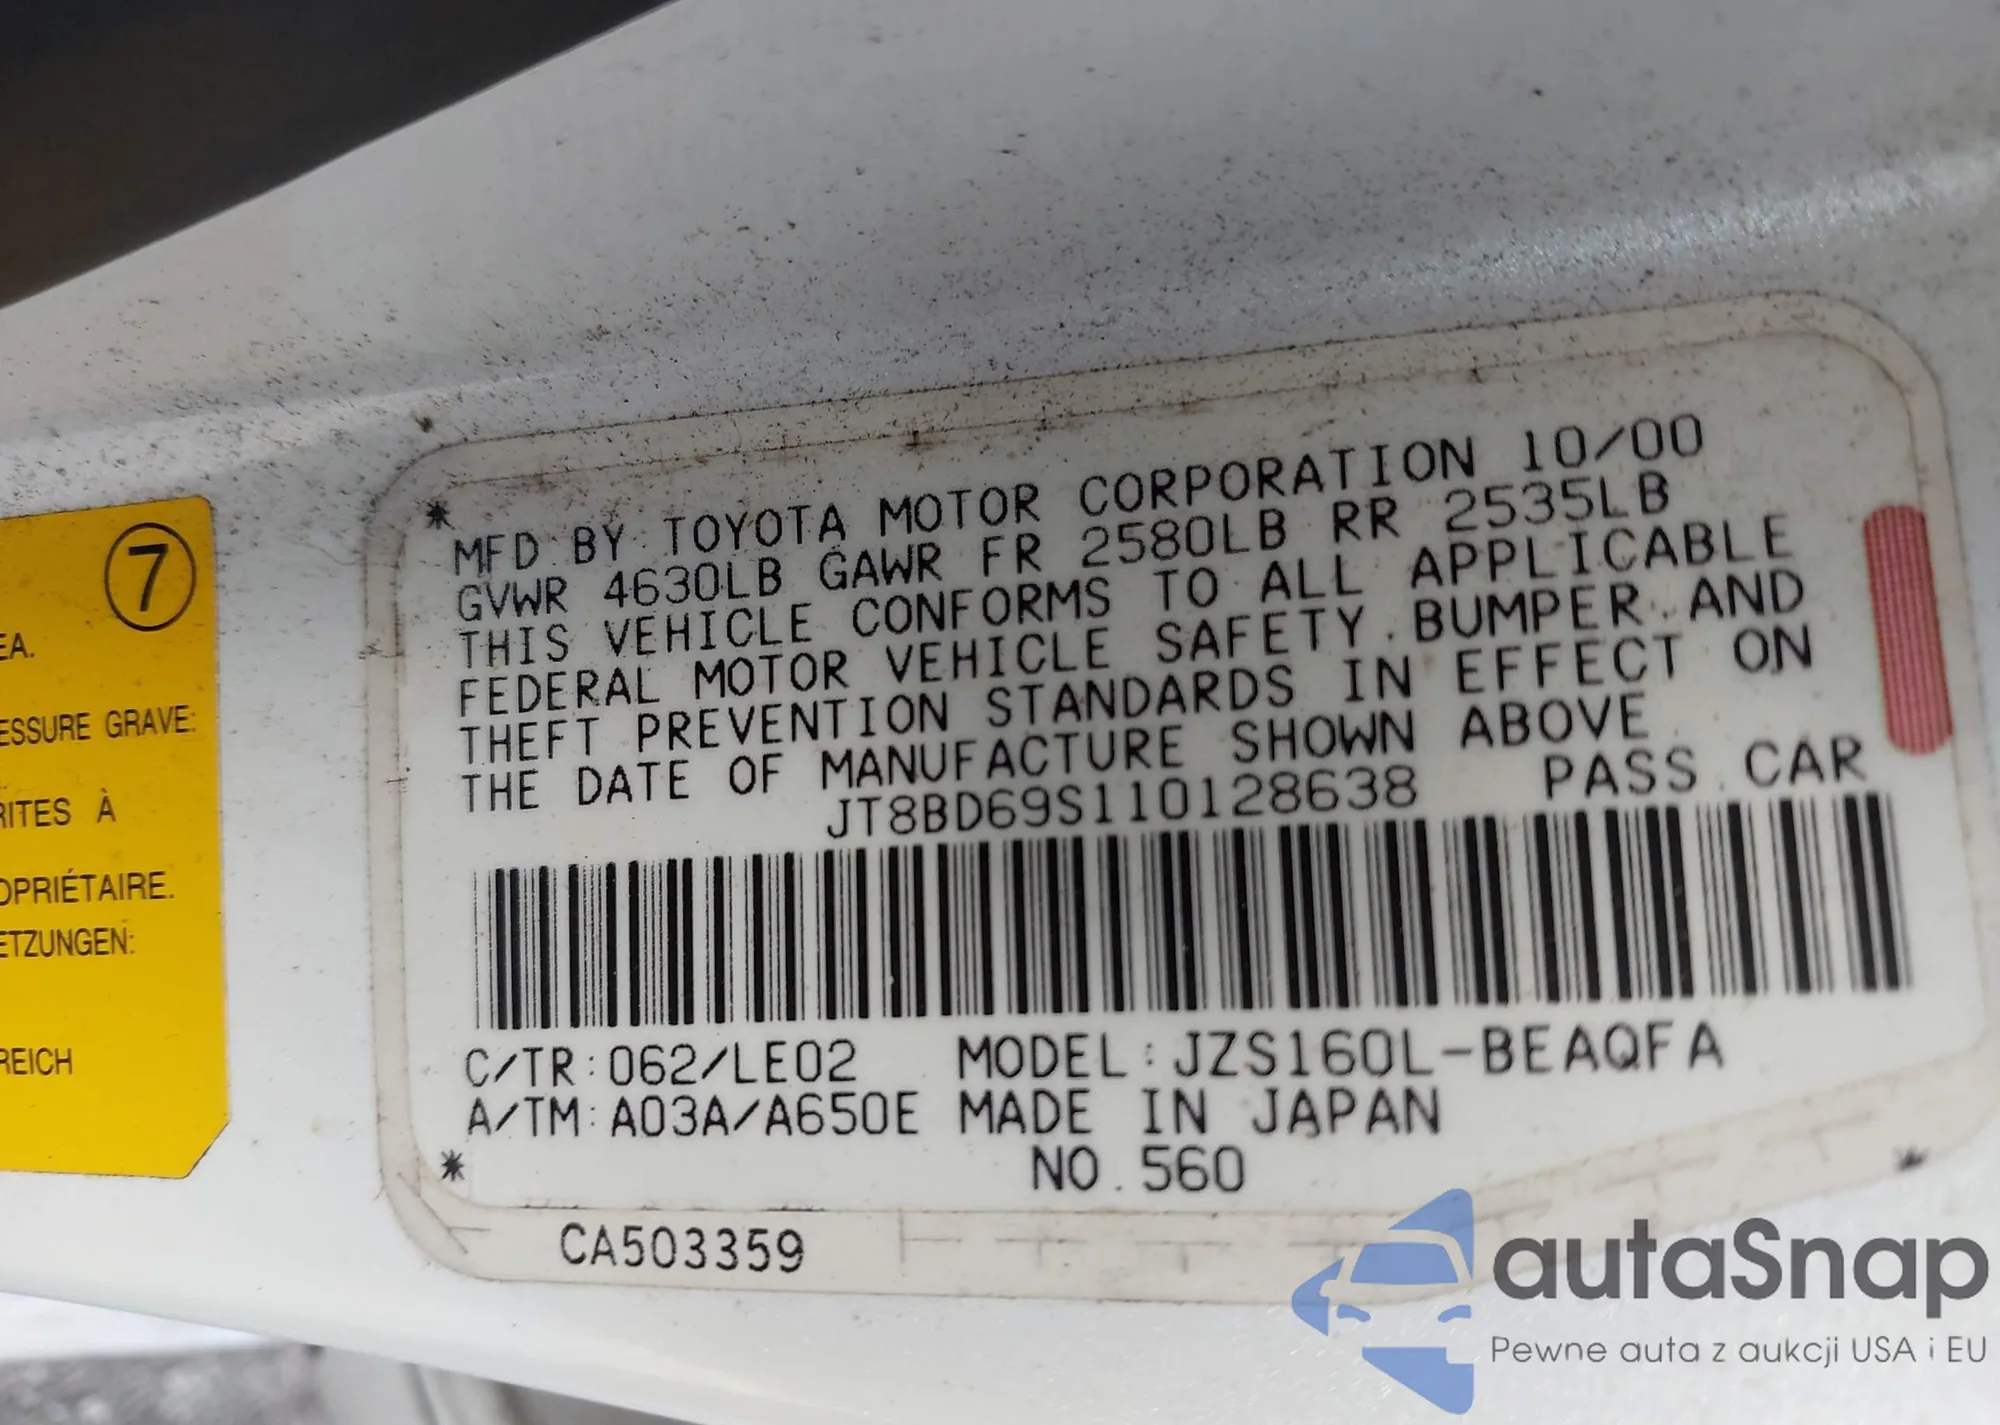 7
EA.
ESSURE GRAVE:
RITES À
OPRIÉTAIRE.
ETZUNGEN:
REICH
MFD.BY TOYOTA MOTOR CORPORATION 10/00
GVWR 4630LB GAWR FR 2580LB RR 2535LB
THIS VEHICLE CONFORMS TO ALL APPLICABLE
FEDERAL MOTOR VEHICLE SAFETY.BUMPER.AND
THEFT PREVENTION STANDARDS IN EFFECT ON
THE DATE OF MANUFACTURE SHOWN ABOVE.
JT8BD69S110128638 PASS.CAR
C/TR:062/LE02 MODEL:JZS160L-BEAQFA
A/TM:A03A/A650E MADE IN JAPAN
NO.560
CA503359
autaSnap
Pewne auta z aukcji USA i EU